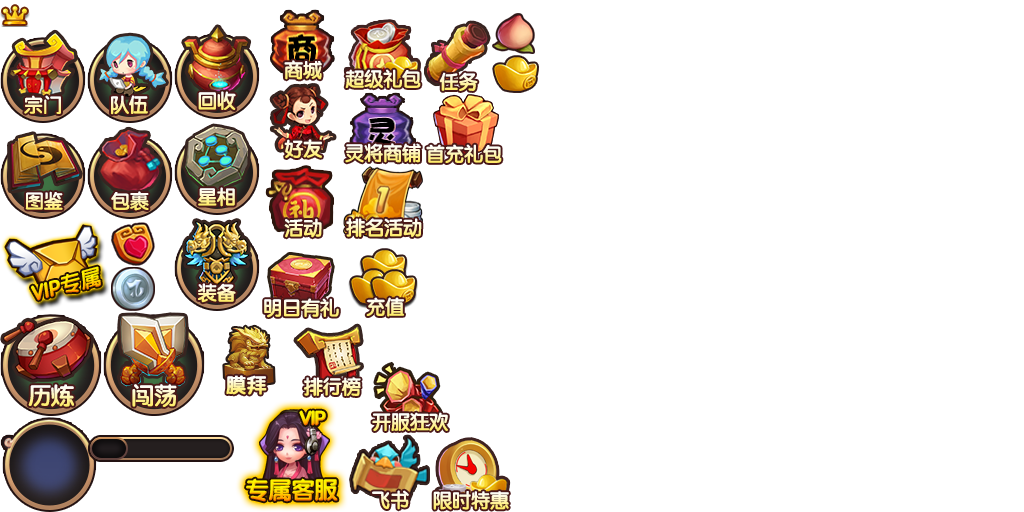 宗门
队伍
回收
商
商城
超级礼包
任务
好友
灵
灵将商铺
首充礼包
图鉴
包裹
星相
礼
活动
1
排名活动
VIP专属
装备
明日有礼
充值
历炼
闯荡
膜拜
排行榜
开服狂欢
VIP
专属客服
飞书
限时特惠